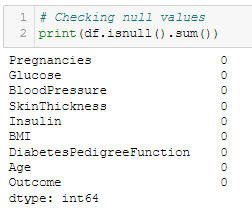 1 # Checking null values
2 print(df.isnull().sum())
Pregnancies 0
Glucose 0
BloodPressure 0
SkinThickness 0
Insulin 0
BMI 0
DiabetesPedigreeFunction 0
Age 0
Outcome 0
dtype: int64